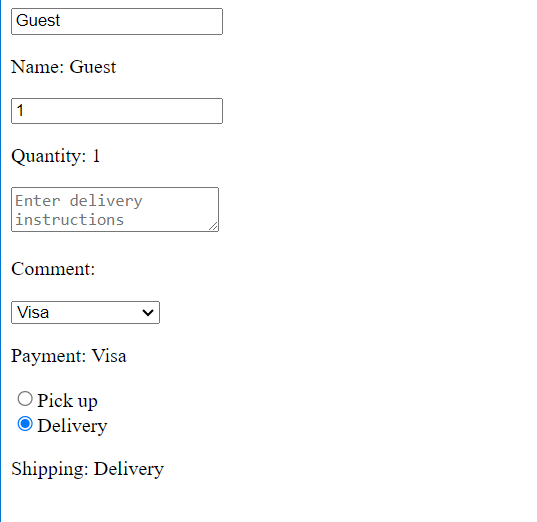 Guest
Name: Guest
1
Quantity: 1
Enter delivery
instructions
Comment:
Visa
Payment: Visa
Pick up
Delivery
Shipping: Delivery